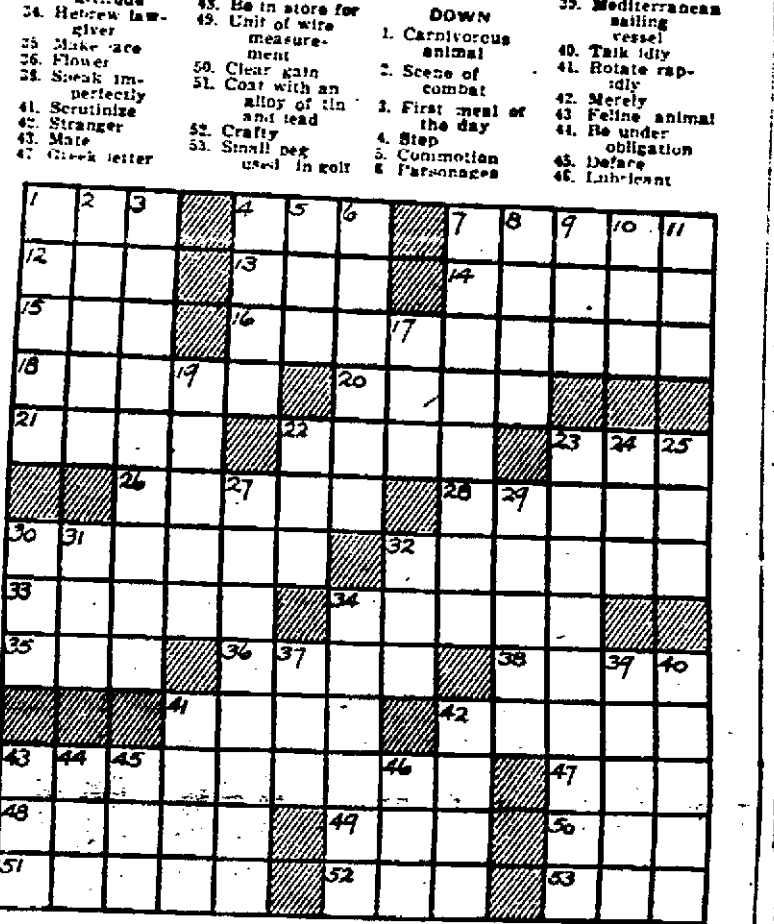 34. Hebrew law-
giver
35. Make lace
36. Flower
38. Speak im-
perfectly
41. Scrutinize
42. Stranger
43. Mate
47. Greek letter
48. Be in store for
49. Unit of wire
measure-
ment
50. Clear gain
51. Coat with an
alloy of tin
and lead
52. Crafty
53. Small peg
used in golf
DOWN
1. Carnivorous
animal
2. Scene of
combat
3. First meal of
the day
4. Step
5. Commotion
6. Parsonages
39. Mediterranean
sailing
vessel
40. Talk idly
41. Rotate rap-
idly
42. Merely
43. Feline animal
44. Be under
obligation
45. Deface
46. Lubricant
1 2 3 4 5 6 7 8 9 10 11
12 13 14
15 16 17
18 19 20
21 22 23 24 25
26 27 28 29
30 31 32
33 34
35 36 37 38 39 40
41 42
43 44 45 46 47
48 49 50
51 52 53